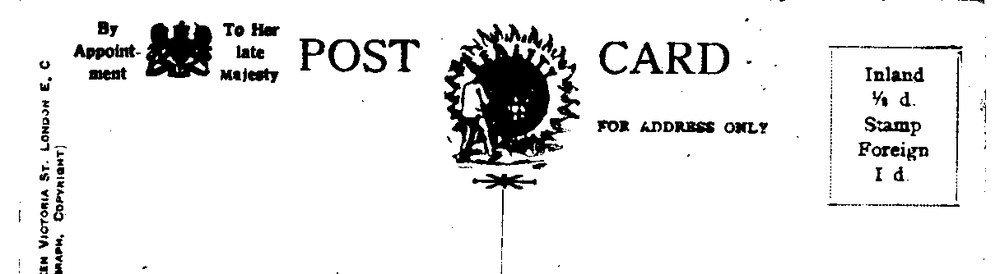 By Appoint-
ment
To Her
late
Majesty
POST CARD
FOR ADDRESS ONLY
Inland
½ d.
Stamp
Foreign
I d.
VICTORIA ST. LONDON E, C
COPYRIGHT)